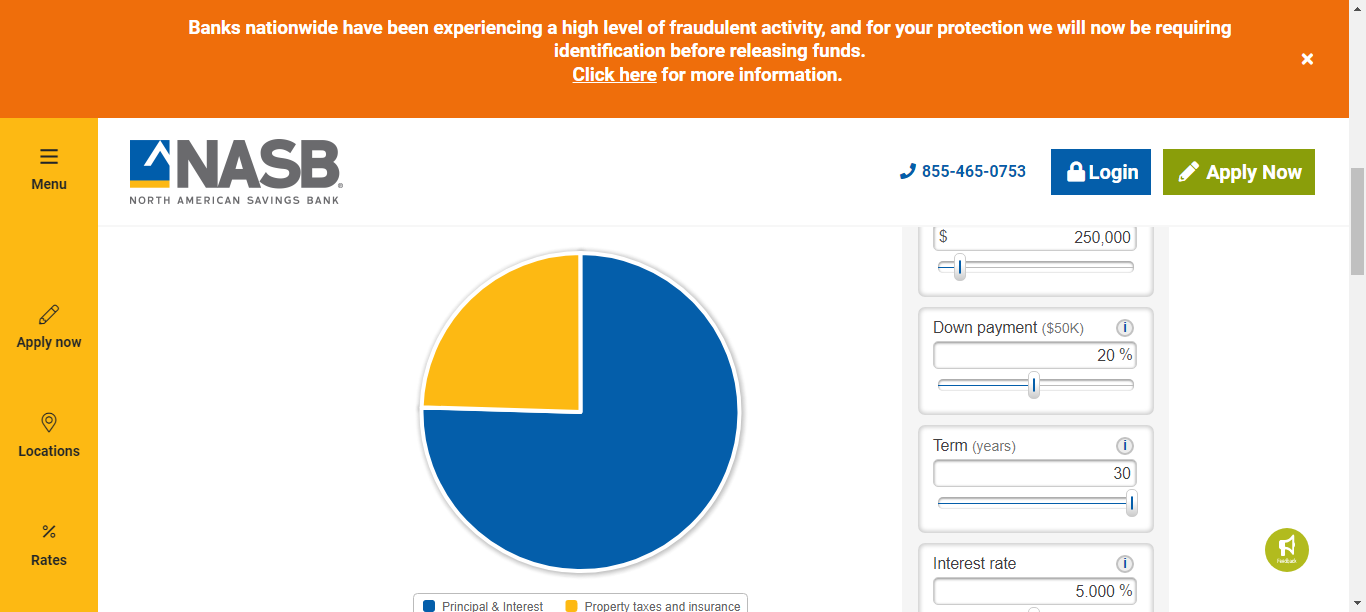 Banks nationwide have been experiencing a high level of fraudulent activity, and for your protection we will now be requiring
identification before releasing funds.
Click here for more information.
×
Menu
NASB®
NORTH AMERICAN SAVINGS BANK
855-465-0753
Login
Apply Now
Apply now
Locations
% Rates
$ 250,000
Down payment ($50K) i
20 %
Term (years) i
30
Interest rate i
5.000 %
Principal & Interest
Property taxes and insurance
Feedback